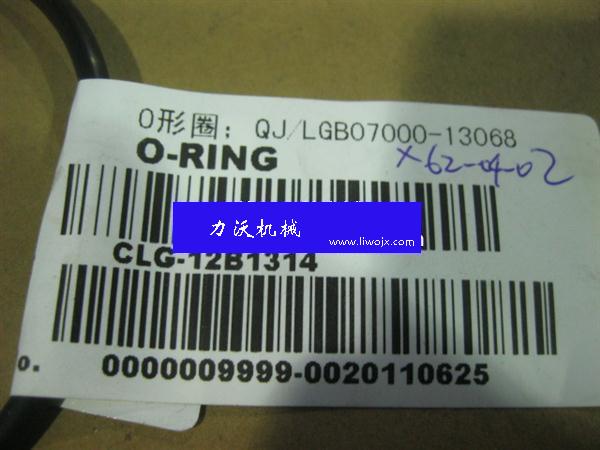 O形圈: QJ/LGB07000-13068
O-RING
X62-04-02
力沃机械
www.liwojx.com
CLG-12B1314
0.
0000009999-0020110625